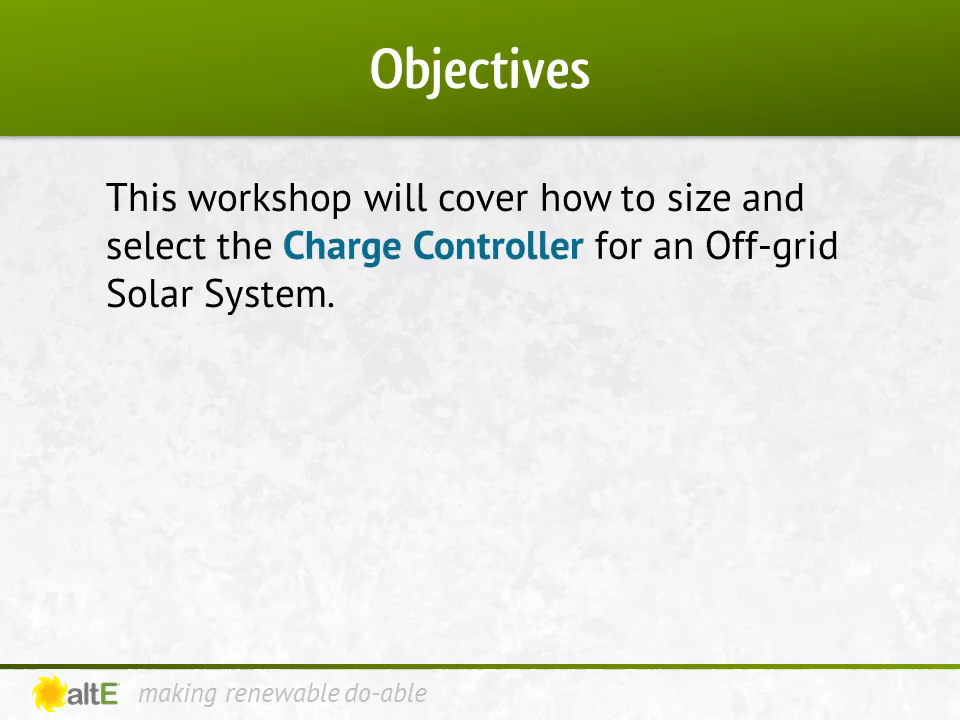 Objectives
This workshop will cover how to size and
select the Charge Controller for an Off-grid
Solar System.
altE making renewable do-able